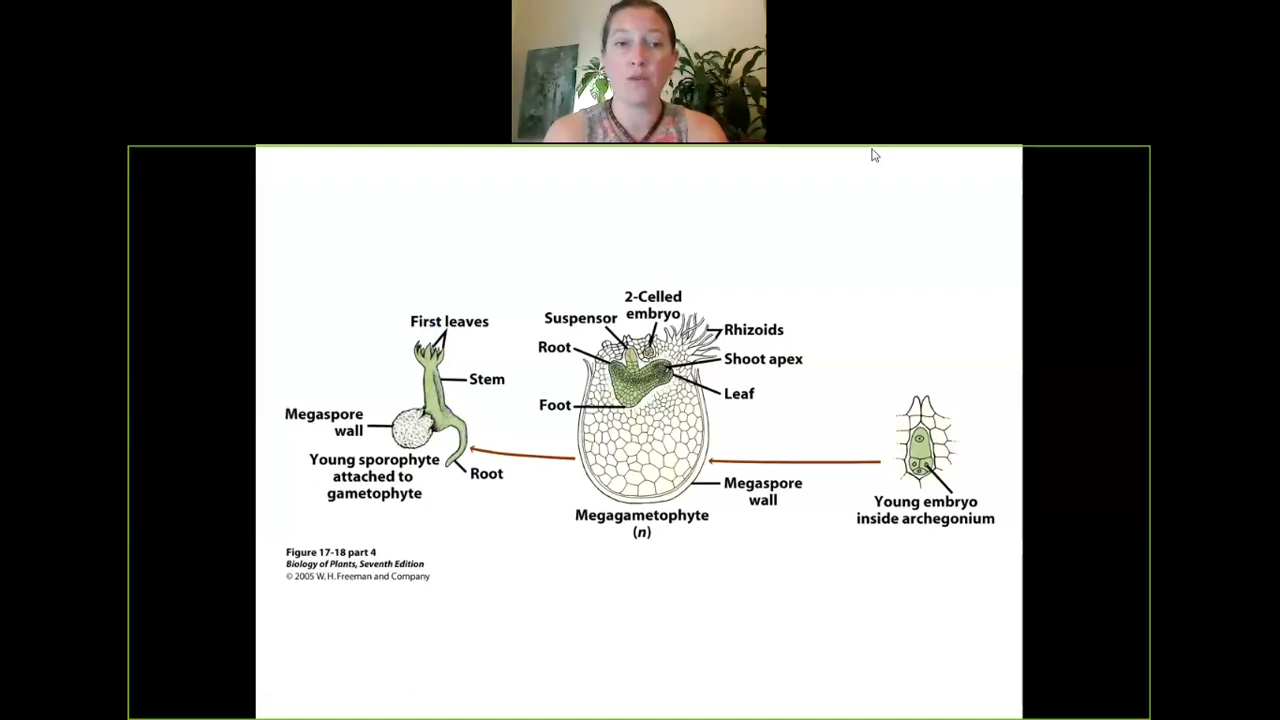 2-Celled
embryo
Suspensor
First leaves
Rhizoids
Root
Shoot apex
Stem
Leaf
Foot
Megaspore
wall
Young sporophyte
attached to
gametophyte
Root
Megaspore
wall
Megagametophyte
(n)
Young embryo
inside archegonium
Figure 17-18 part 4
Biology of Plants, Seventh Edition
© 2005 W. H. Freeman and Company